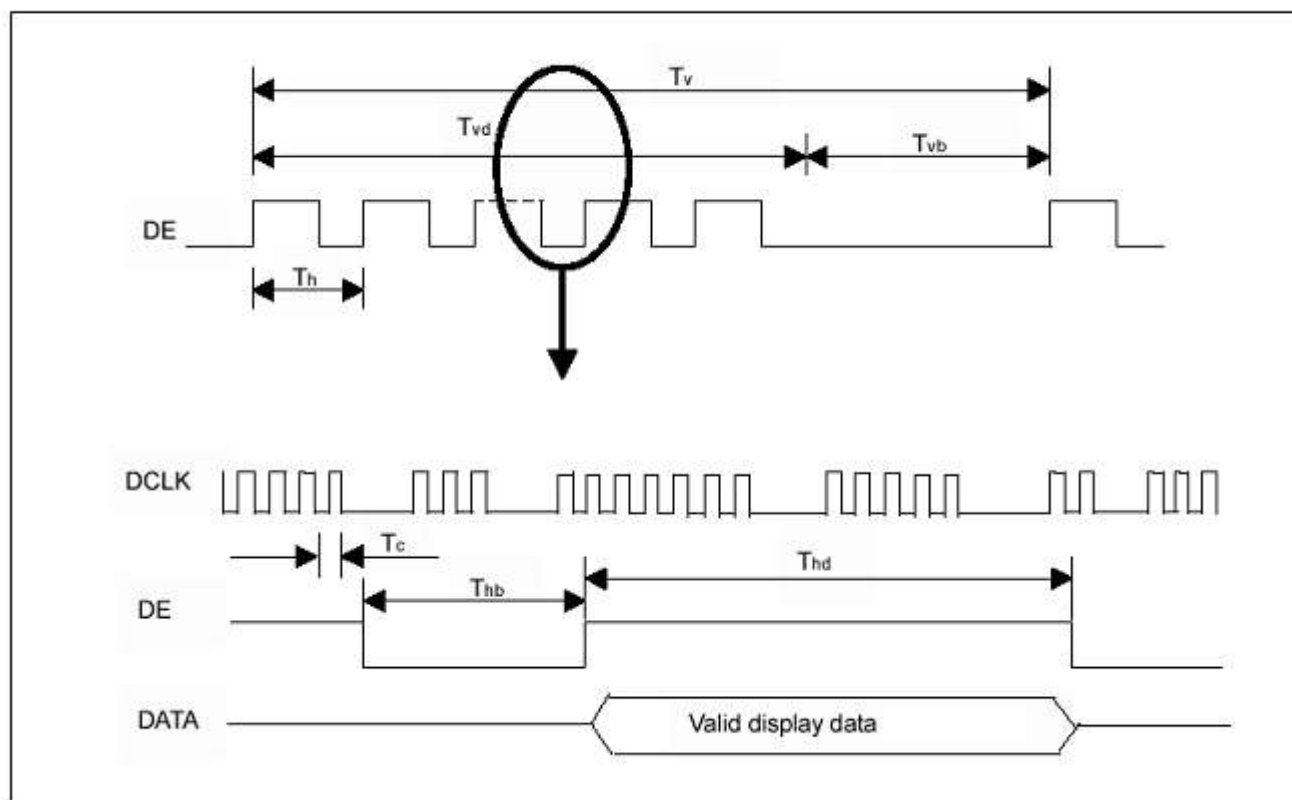 Tv
Tvd
Tvb
DE
Th
DCLK
Tc
Thd
Thb
DE
DATA
Valid display data